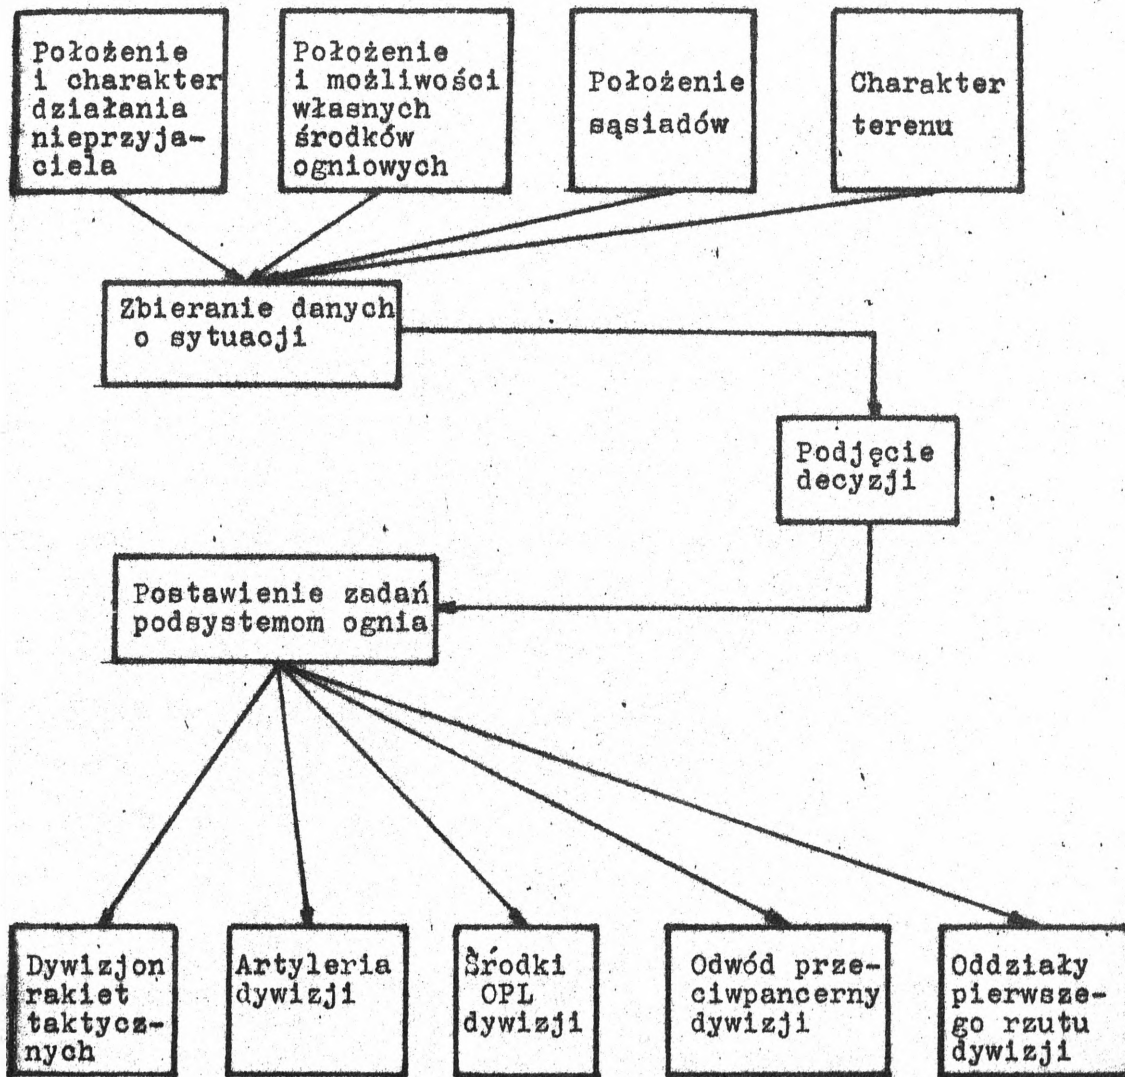 Położenie
i charakter
działania
nieprzyja-
ciela
Położenie
i możliwości
własnych
środków
ogniowych
Położenie
sąsiadów
Charakter
terenu
Zbieranie danych
o sytuacji
Podjęcie
decyzji
Postawienie zadań
podsystemom ognia
Dywizjon
rakiet
taktycz-
nych
Artyleria
dywizji
Środki
OPL
dywizji
Odwód prze-
ciwpancerny
dywizji
Oddziały
pierwsze-
go rzutu
dywizji